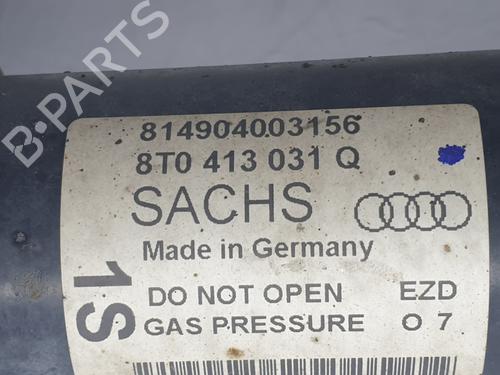 B-PARTS
814904003156
8T0 413 031 Q
SACHS
Made in Germany
1S
DO NOT OPEN EZD
GAS PRESSURE O 7